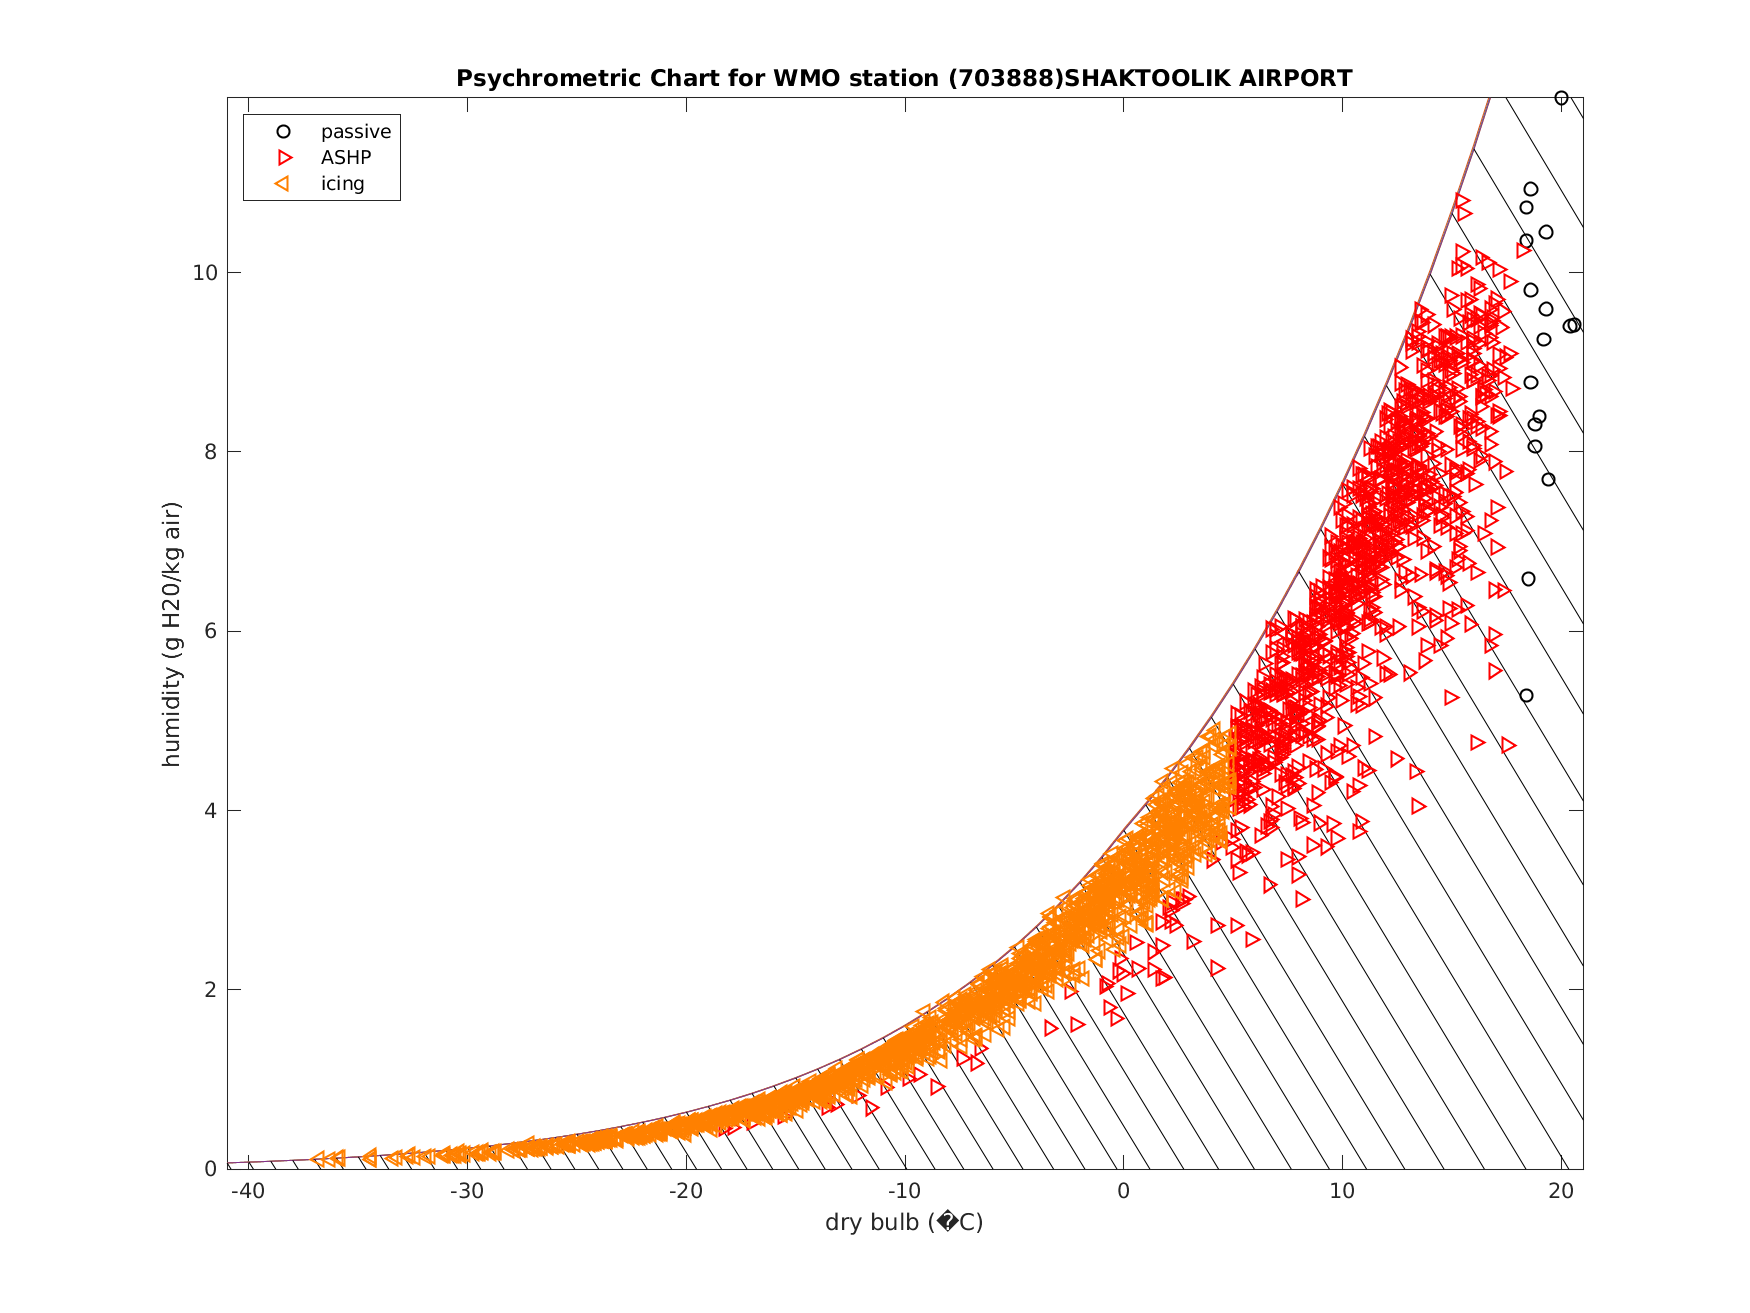 Psychrometric Chart for WMO station (703888)SHAKTOOLIK AIRPORT
passive
ASHP
icing
10
8
6
4
2
0
humidity (g H20/kg air)
-40 -30 -20 -10 0 10 20
dry bulb (�C)